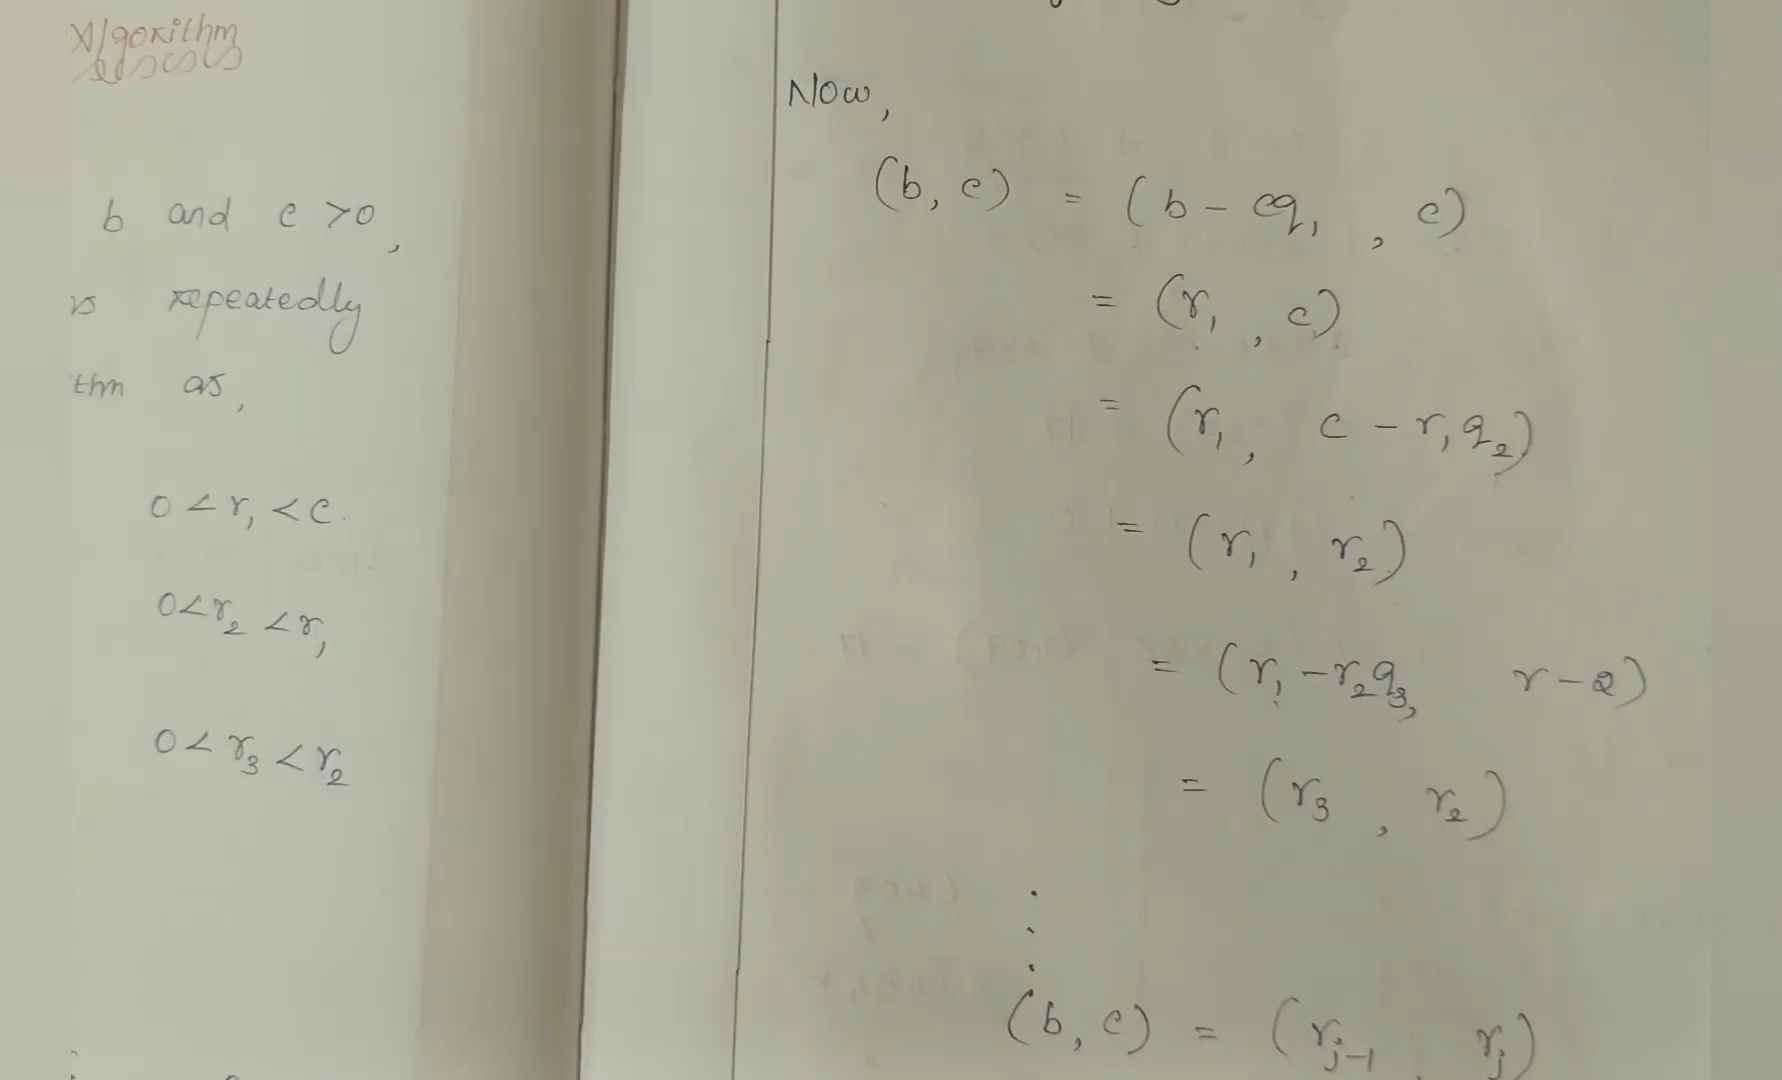 Algorithm
b and c >0,
repeatedly
thm as,
0 < r₁ < c.
0 < r₂ < r₁
0 < r₃ < r₂
Now,
(b, c) = (b - cq₁, c)
= (r₁, c)
= (r₁, c - r₁q₂)
= (r₁, r₂)
= (r₁ - r₂q₃, r-2)
= (r₃, r₂)
⋮
(b, c) = (rⱼ₋₁, rⱼ)